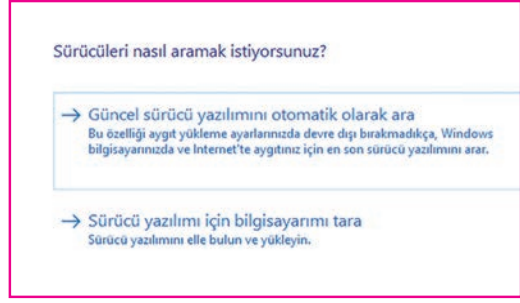 Sürücüleri nasıl aramak istiyorsunuz?
→ Güncel sürücü yazılımını otomatik olarak ara
Bu özelliği aygıt yükleme ayarlarınızda devre dışı bırakmadıkça, Windows
bilgisayarınızda ve Internet'te aygıtınız için en son sürücü yazılımını arar.
→ Sürücü yazılımı için bilgisayarımı tara
Sürücü yazılımını elle bulun ve yükleyin.